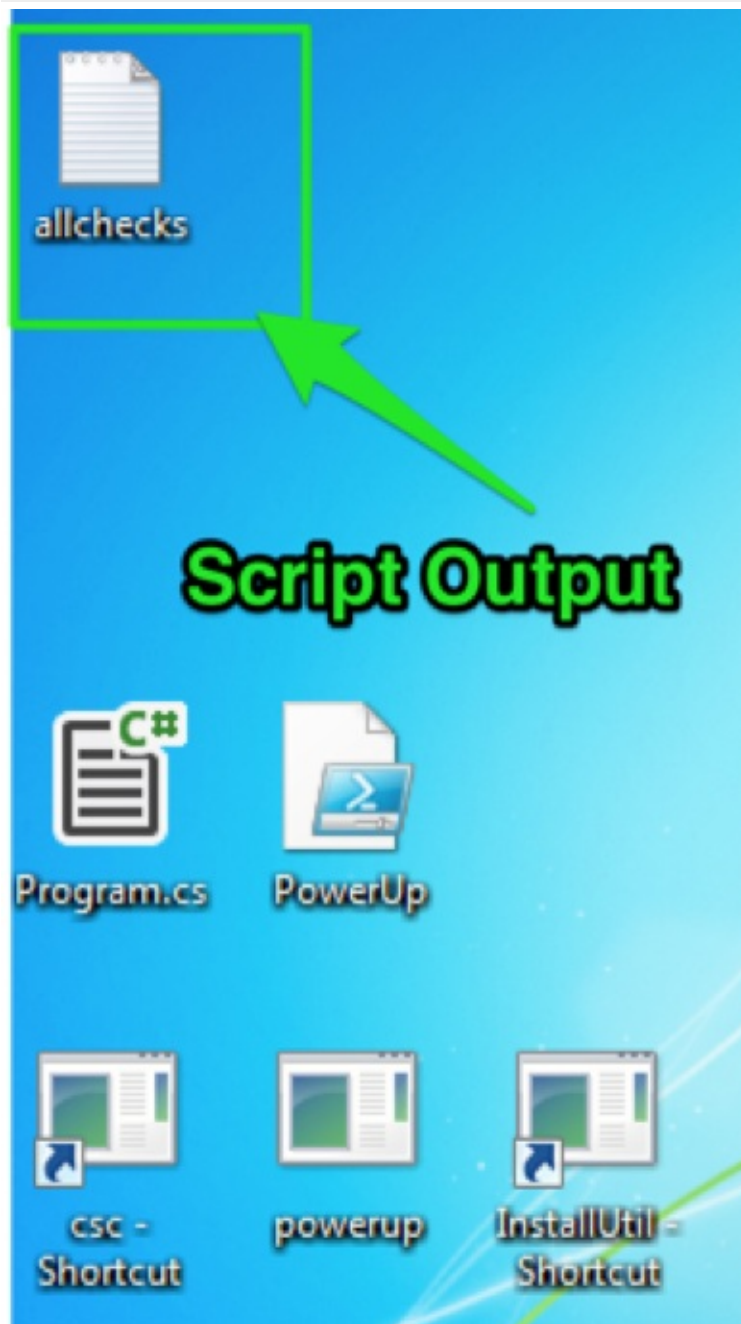 allchecks
Script Output
C#
Program.cs
PowerUp
csc -
Shortcut
powerup
InstallUtil -
Shortcut